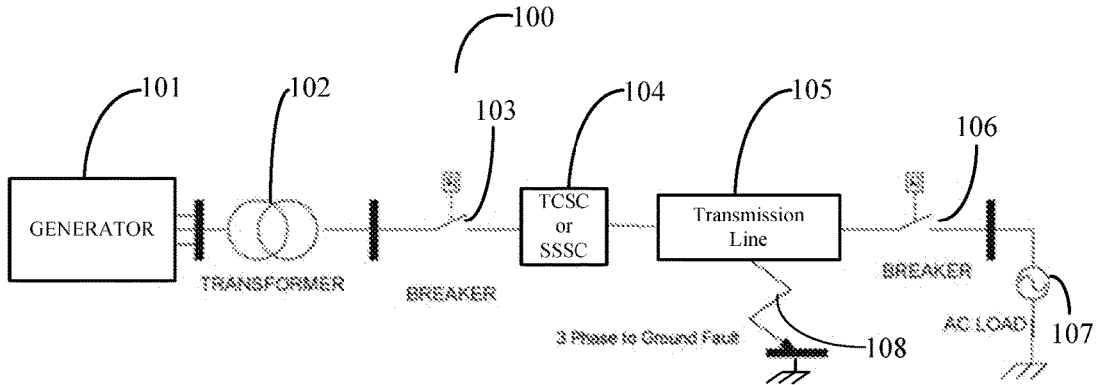 100
101
102
103
104
105
106
GENERATOR
TRANSFORMER
BREAKER
TCSC
or
SSSC
Transmission
Line
BREAKER
3 Phase to Ground Fault
108
AC LOAD
107